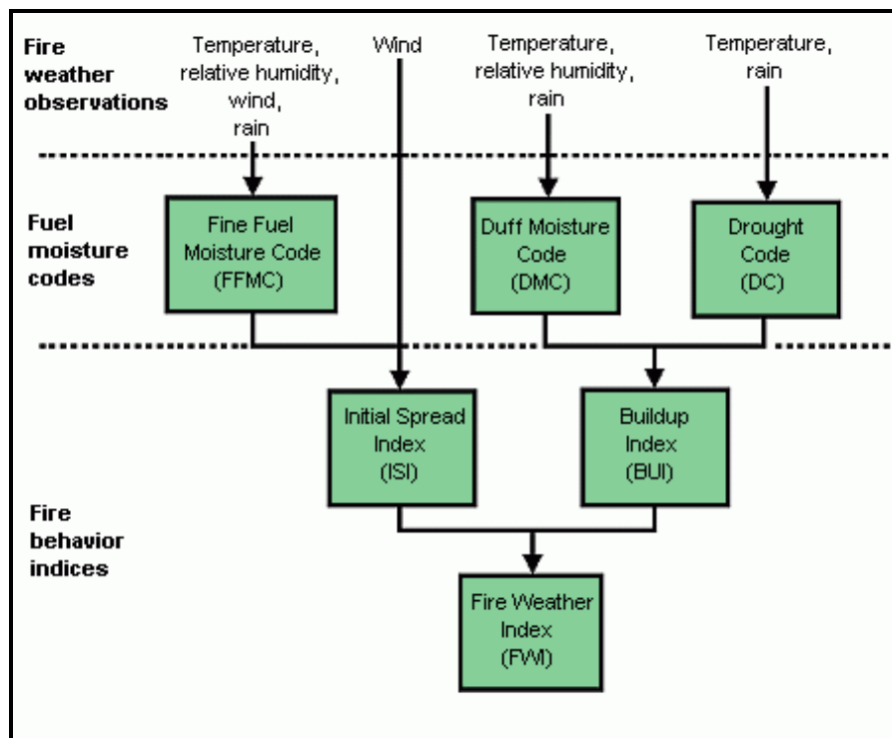 Fire
weather
observations
Temperature,
relative humidity,
wind,
rain
Wind
Temperature,
relative humidity,
rain
Temperature,
rain
Fuel
moisture
codes
Fine Fuel
Moisture Code
(FFMC)
Duff Moisture
Code
(DMC)
Drought
Code
(DC)
Fire
behavior
indices
Initial Spread
Index
(ISI)
Buildup
Index
(BUI)
Fire Weather
Index
(FWI)